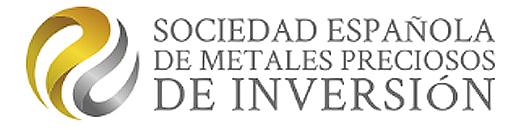 SOCIEDAD ESPAÑOLA
DE METALES PRECIOSOS
DE INVERSIÓN